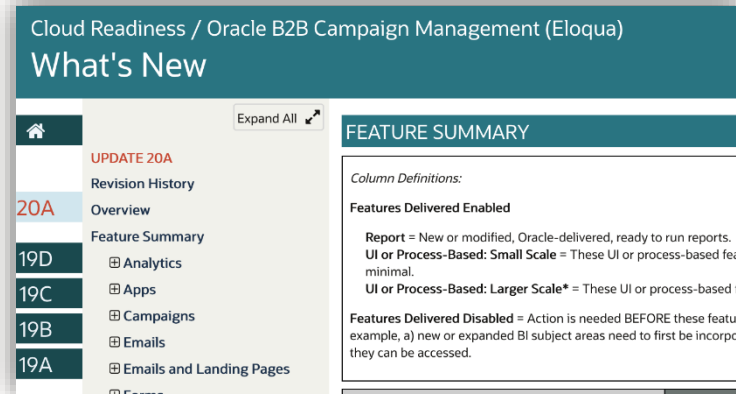 Cloud Readiness / Oracle B2B Campaign Management (Eloqua)
What's New
Expand All
UPDATE 20A
Revision History
20A
Overview
Feature Summary
19D
Analytics
19C
Apps
19B
Campaigns
Emails
19A
Emails and Landing Pages
Forms
FEATURE SUMMARY
Column Definitions:
Features Delivered Enabled
Report = New or modified, Oracle-delivered, ready to run reports.
UI or Process-Based: Small Scale = These UI or process-based
minimal.
UI or Process-Based: Larger Scale* = These UI or process-based
Features Delivered Disabled = Action is needed BEFORE these
example, a) new or expanded BI subject areas need to first be
they can be accessed.